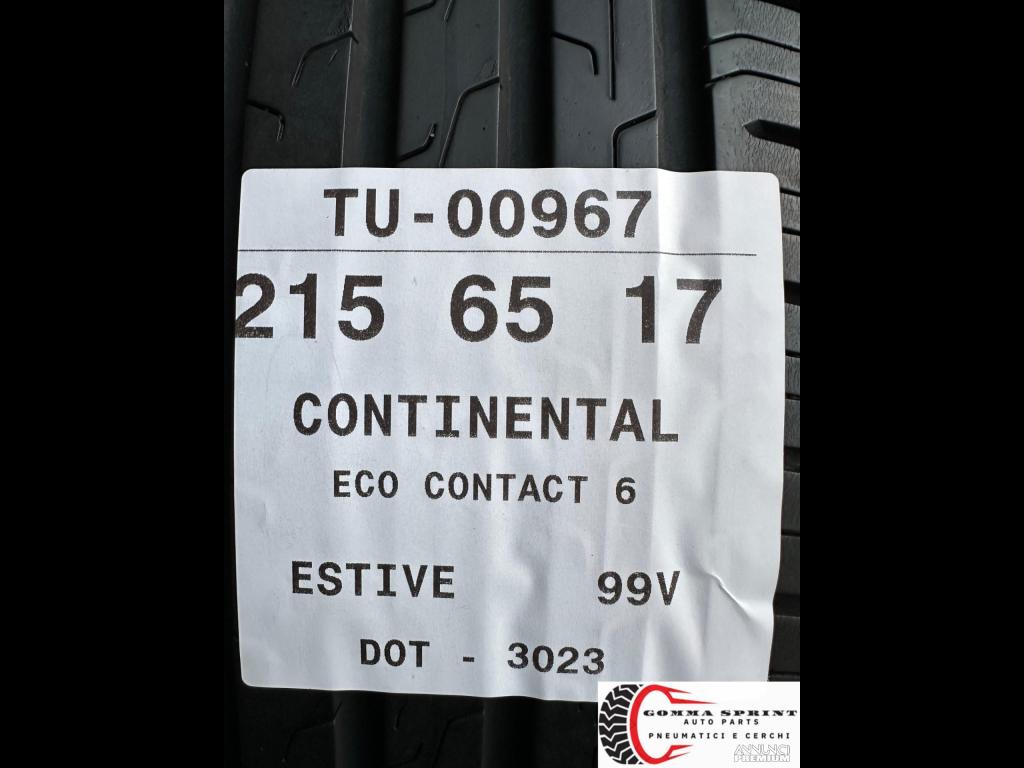 TU-00967
215 65 17
CONTINENTAL
ECO CONTACT 6
ESTIVE 99V
DOT - 3023
GOMMA SPRINT
AUTO PARTS
PNEUMATICI E CERCHI
ANNUNCI
PREMIUM